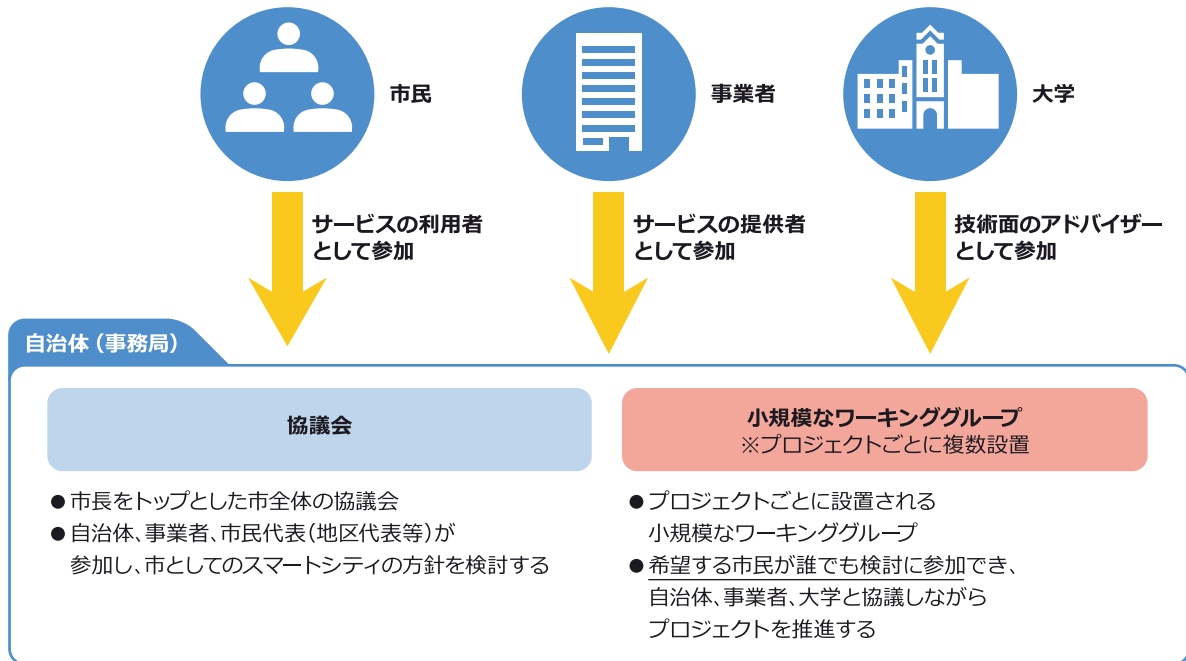 市民
事業者
大学
サービスの利用者
として参加
サービスの提供者
として参加
技術面のアドバイザー
として参加
自治体（事務局）
協議会
●市長をトップとした市全体の協議会
●自治体、事業者、市民代表（地区代表等）が
参加し、市としてのスマートシティの方針を検討する
小規模なワーキンググループ
※プロジェクトごとに複数設置
●プロジェクトごとに設置される
小規模なワーキンググループ
●希望する市民が誰でも検討に参加でき、
自治体、事業者、大学と協議しながら
プロジェクトを推進する